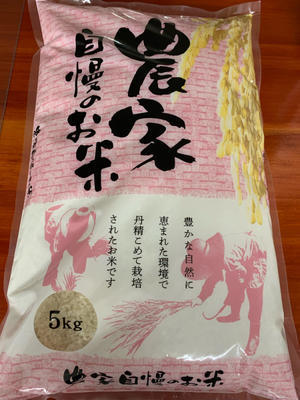 農家
自慢のお米
豊かな自然に
恵まれた環境で
丹精こめて栽培
されたお米です
5kg
農家自慢のお米